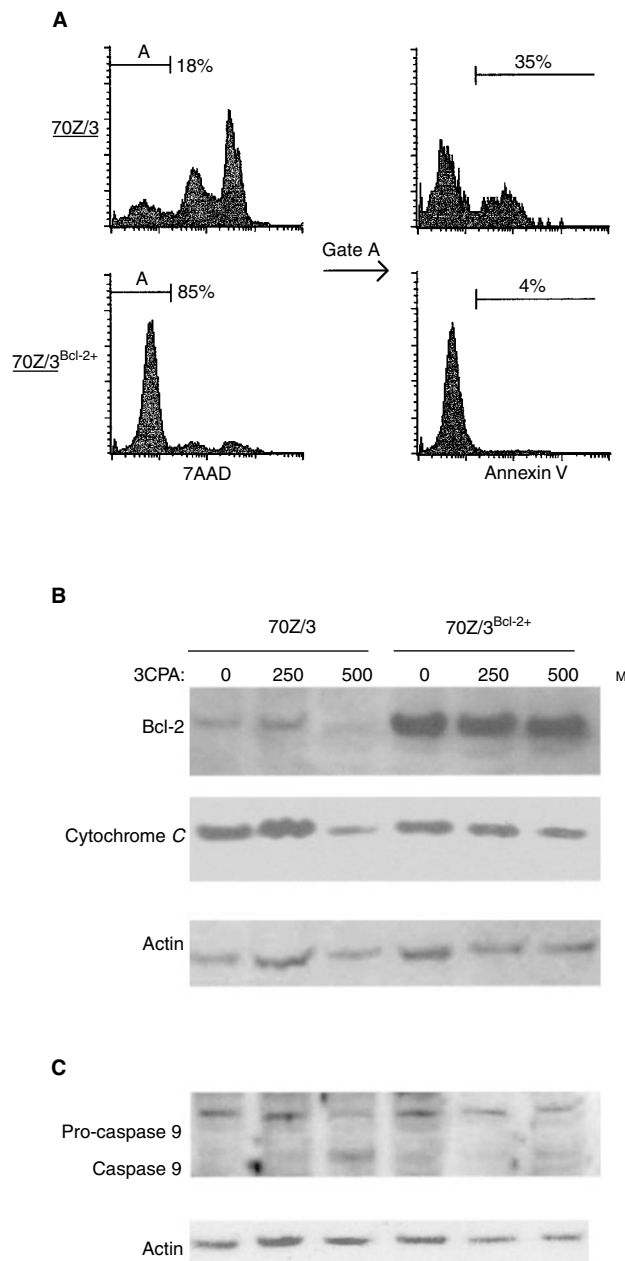 A
A
18%
35%
70Z/3
Gate A
A
85%
4%
70Z/3Bcl-2+
7AAD
Annexin V
B
70Z/3
70Z/3Bcl-2+
3CPA: 0 250 500 0 250 500 M
Bcl-2
Cytochrome C
Actin
C
Pro-caspase 9
Caspase 9
Actin